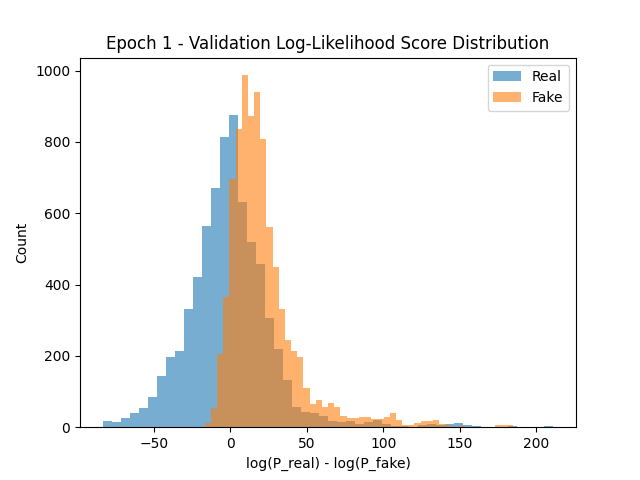 Epoch 1 - Validation Log-Likelihood Score Distribution
Real
Fake
1000
800
600
400
200
0
Count
−50
0
50
100
150
200
log(P_real) - log(P_fake)